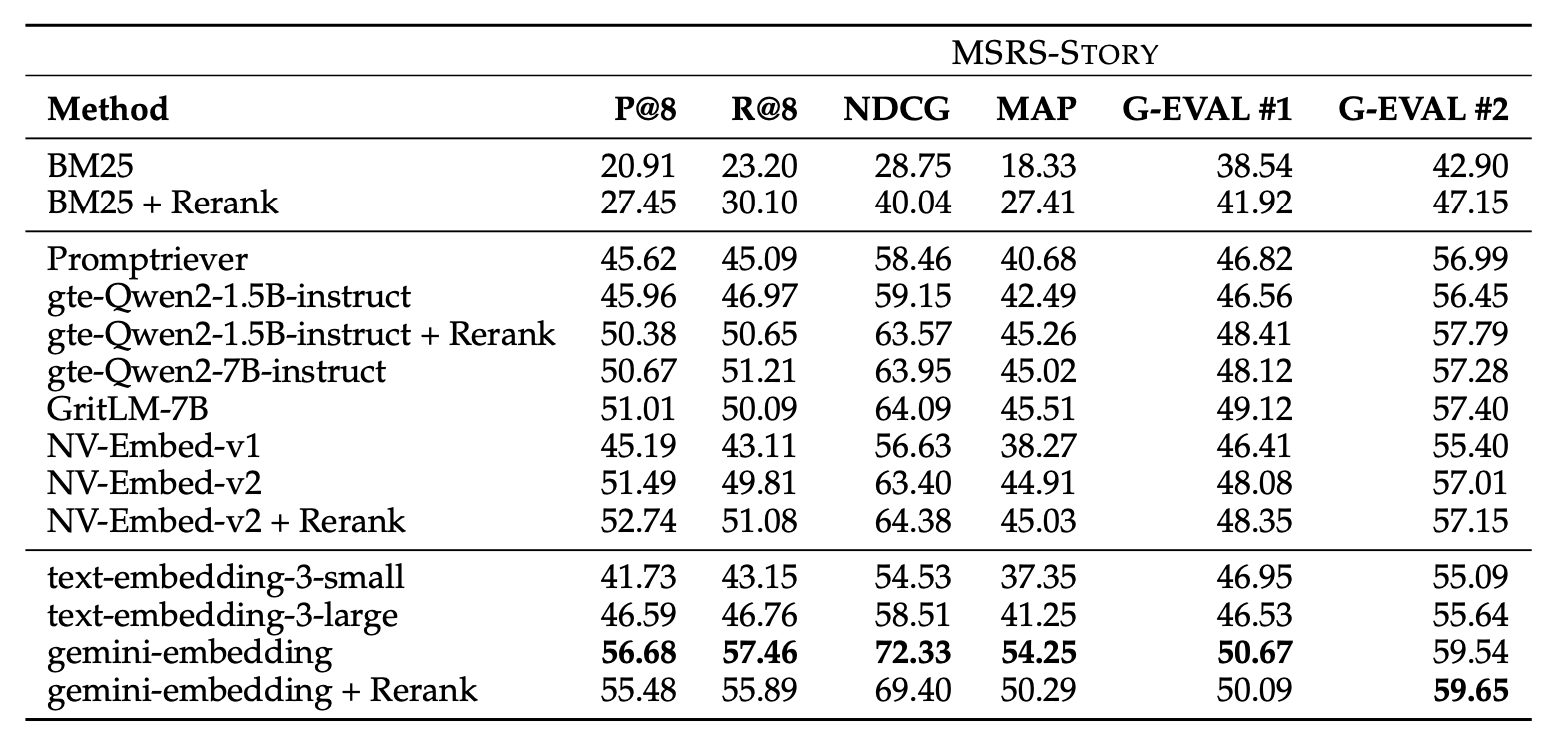 MSRS-STORY
Method P@8 R@8 NDCG MAP G-EVAL #1 G-EVAL #2
BM25 20.91 23.20 28.75 18.33 38.54 42.90
BM25 + Rerank 27.45 30.10 40.04 27.41 41.92 47.15
Promptriever 45.62 45.09 58.46 40.68 46.82 56.99
gte-Qwen2-1.5B-instruct 45.96 46.97 59.15 42.49 46.56 56.45
gte-Qwen2-1.5B-instruct + Rerank 50.38 50.65 63.57 45.26 48.41 57.79
gte-Qwen2-7B-instruct 50.67 51.21 63.95 45.02 48.12 57.28
GritLM-7B 51.01 50.09 64.09 45.51 49.12 57.40
NV-Embed-v1 45.19 43.11 56.63 38.27 46.41 55.40
NV-Embed-v2 51.49 49.81 63.40 44.91 48.08 57.01
NV-Embed-v2 + Rerank 52.74 51.08 64.38 45.03 48.35 57.15
text-embedding-3-small 41.73 43.15 54.53 37.35 46.95 55.09
text-embedding-3-large 46.59 46.76 58.51 41.25 46.53 55.64
gemini-embedding 56.68 57.46 72.33 54.25 50.67 59.54
gemini-embedding + Rerank 55.48 55.89 69.40 50.29 50.09 59.65